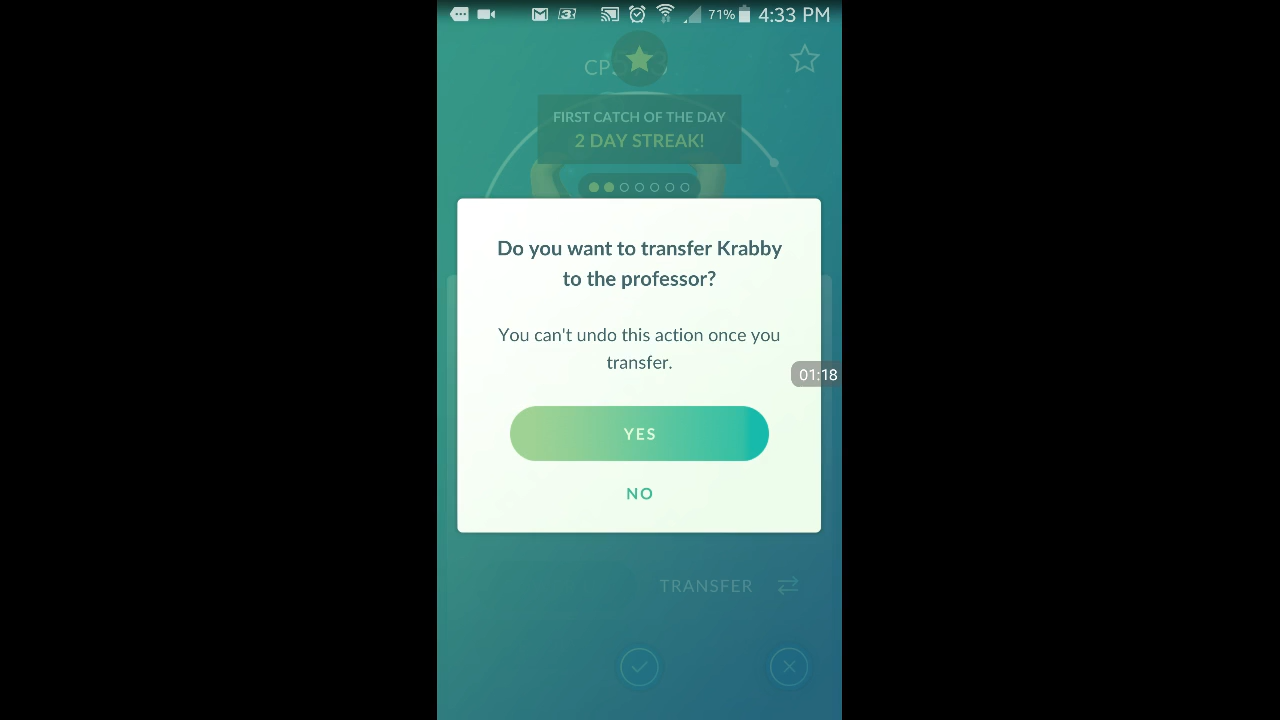 71% 4:33 PM
CP
FIRST CATCH OF THE DAY
2 DAY STREAK!
Do you want to transfer Krabby
to the professor?
You can't undo this action once you
transfer.
01:18
YES
NO
TRANSFER